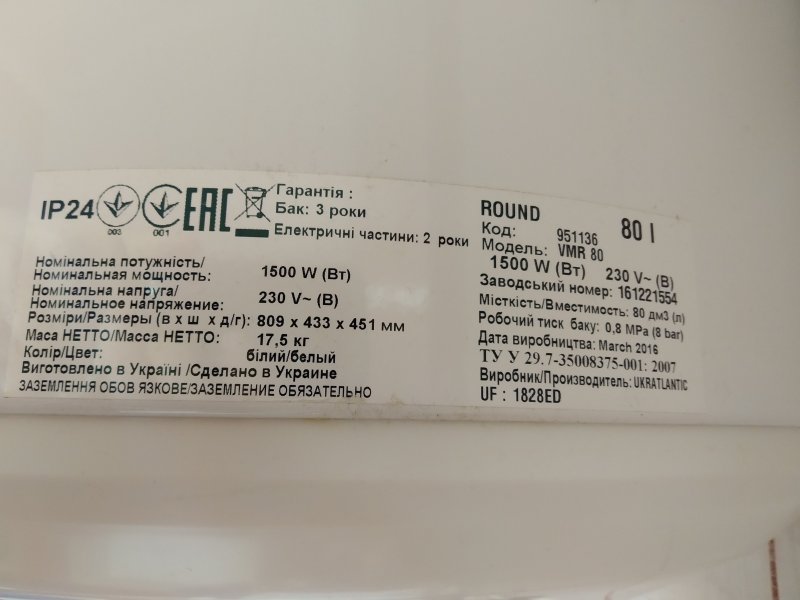 IP24
003
001
EAC
Гарантія :
Бак: 3 роки
Електричні частини: 2 роки
Номінальна потужність/
Номинальная мощность: 1500 W (Вт)
Номінальна напруга/
Номинальное напряжение: 230 V~ (В)
Розміри/Размеры (в х ш х д/г): 809 х 433 х 451 мм
Маса НЕТТО/Масса НЕТТО: 17,5 кг
Колір/Цвет: білий/белый
Виготовлено в Україні /Сделано в Украине
ЗАЗЕМЛЕННЯ ОБОВ ЯЗКОВЕ/ЗАЗЕМЛЕНИЕ ОБЯЗАТЕЛЬНО
ROUND 80 l
Код: 951136
Модель: VMR 80
1500 W (Вт) 230 V~ (В)
Заводський номер: 161221554
Місткість/Вместимость: 80 дм3 (л)
Робочий тиск баку: 0,8 MPa (8 bar)
Дата виробництва: March 2016
ТУ У 29.7-35008375-001: 2007
Виробник/Производитель: UKRATLANTIC
UF : 1828ED